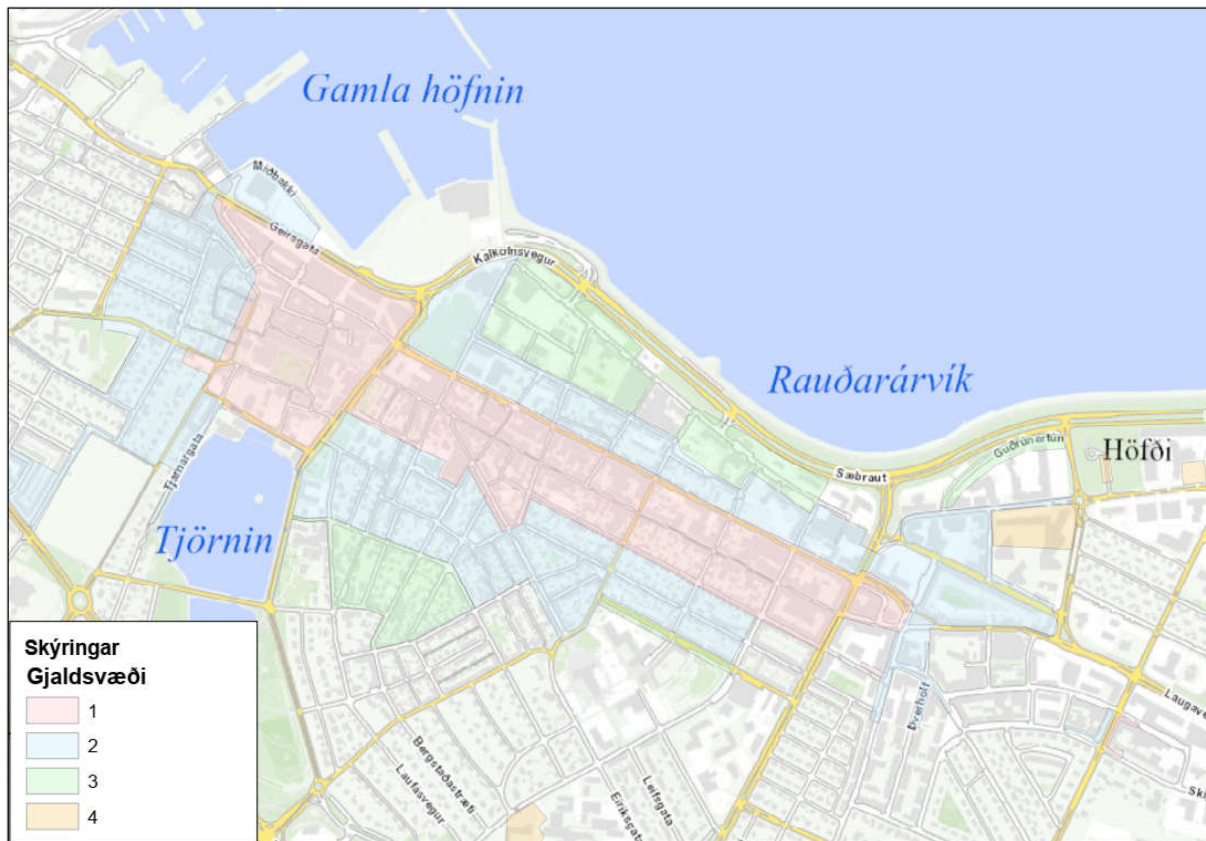 Gamla höfnin
Miðbakki
Geirsgata
Kalkofnsvegur
Rauðarárvík
Guðrúnartún
Höfði
Sæbraut
Tjarnargata
Tjörnin
Þverholt
Laugave
Bergstaðastræti
Laufásvegur
Leifsgata
Eiríksgata
Sk
Skýringar
Gjaldsvæði
1
2
3
4